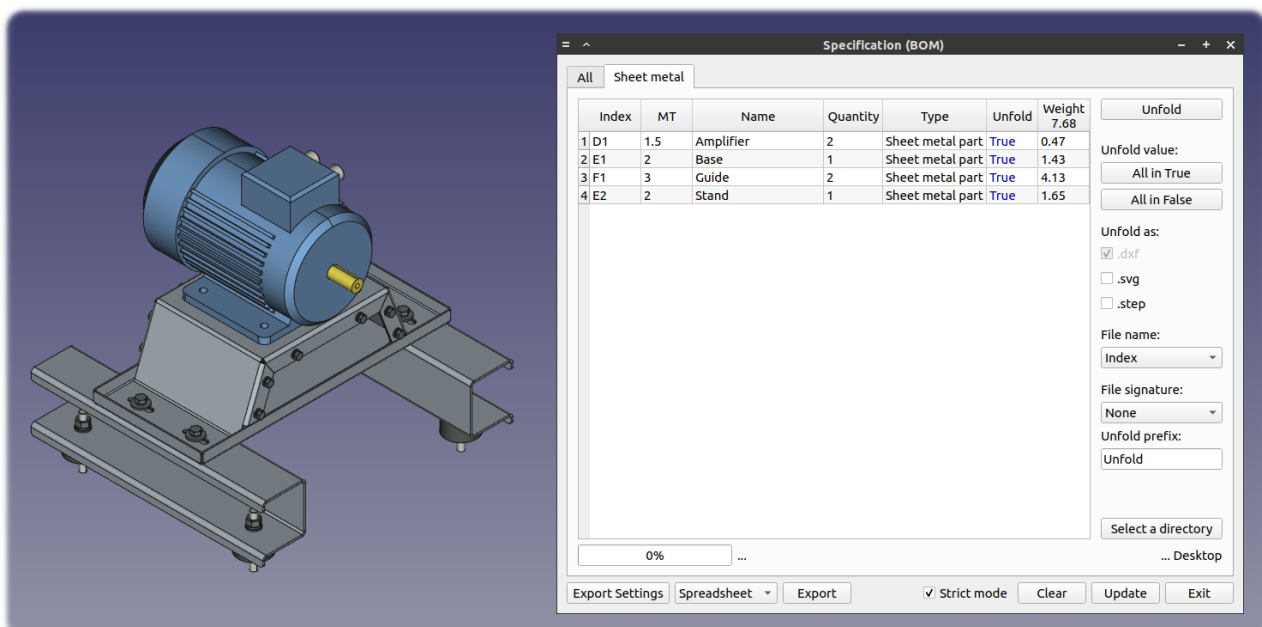 Specification (BOM)
All Sheet metal
Index MT Name Quantity Type Unfold Weight 7.68
1 D1 1.5 Amplifier 2 Sheet metal part True 0.47
2 E1 2 Base 1 Sheet metal part True 1.43
3 F1 3 Guide 2 Sheet metal part True 4.13
4 E2 2 Stand 1 Sheet metal part True 1.65
Unfold
Unfold value:
All in True
All in False
Unfold as:
.dxf
.svg
.step
File name:
Index
File signature:
None
Unfold prefix:
Unfold
Select a directory
0% ... ... Desktop
Export Settings Spreadsheet Export Strict mode Clear Update Exit